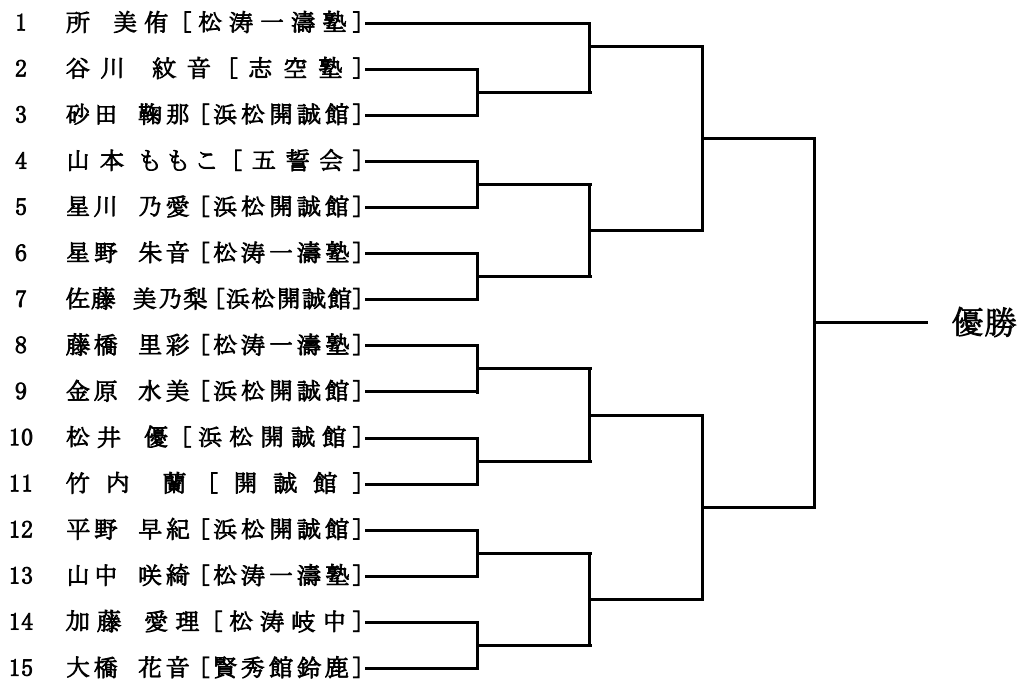 1 所 美侑 [松涛一濤塾]
2 谷川 紋音 [志空塾]
3 砂田 鞠那 [浜松開誠館]
4 山本 ももこ [五誓会]
5 星川 乃愛 [浜松開誠館]
6 星野 朱音 [松涛一濤塾]
7 佐藤 美乃梨 [浜松開誠館]
優勝
8 藤橋 里彩 [松涛一濤塾]
9 金原 水美 [浜松開誠館]
10 松井 優 [浜松開誠館]
11 竹内 蘭 [開誠館]
12 平野 早紀 [浜松開誠館]
13 山中 咲綺 [松涛一濤塾]
14 加藤 愛理 [松涛岐中]
15 大橋 花音 [賢秀館鈴鹿]